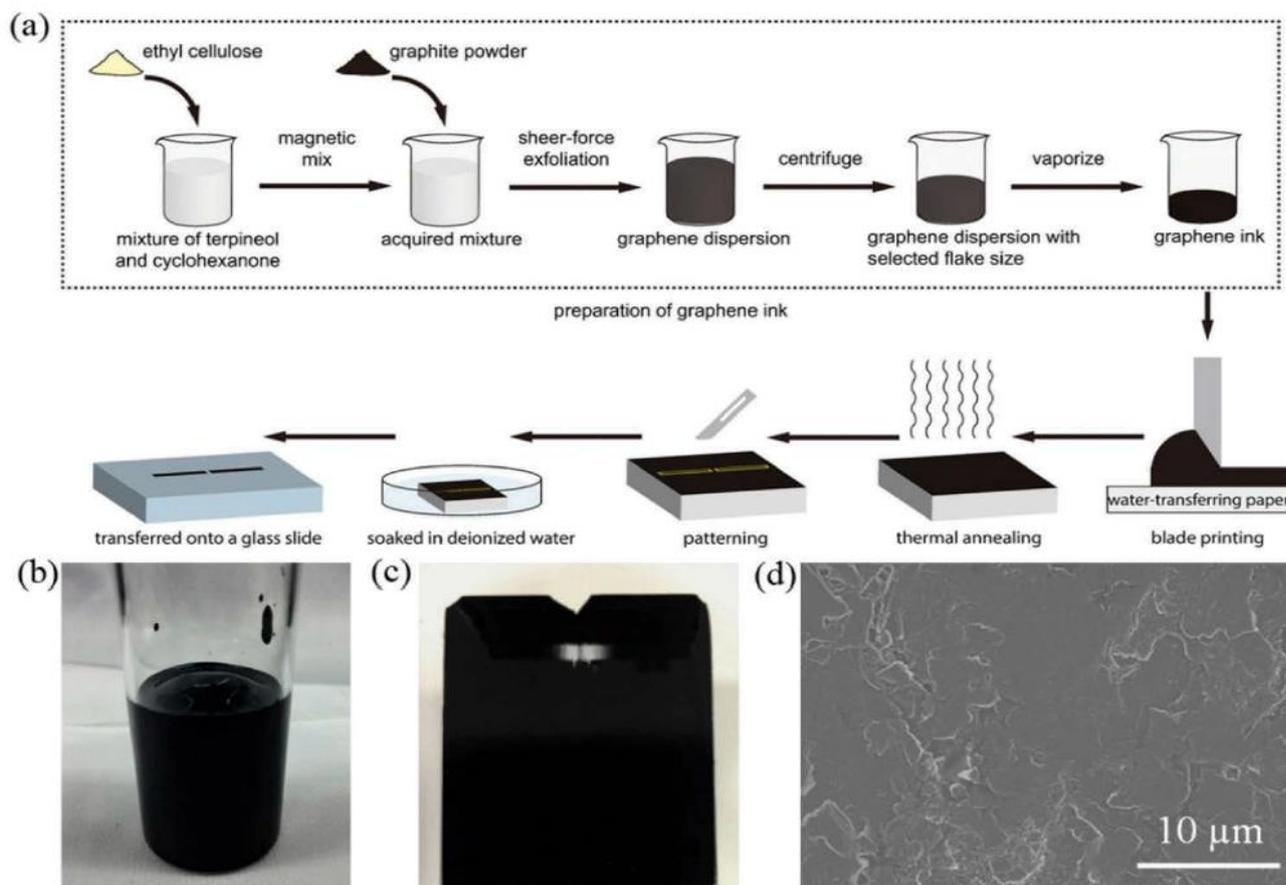 (a)
ethyl cellulose
graphite powder
magnetic
mix
sheer-force
exfoliation
centrifuge
vaporize
mixture of terpineol
and cyclohexanone
acquired mixture
graphene dispersion
graphene dispersion with
selected flake size
graphene ink
preparation of graphene ink
water-transferring paper
transferred onto a glass slide
soaked in deionized water
patterning
thermal annealing
blade printing
(b)
(c)
(d)
10 μm